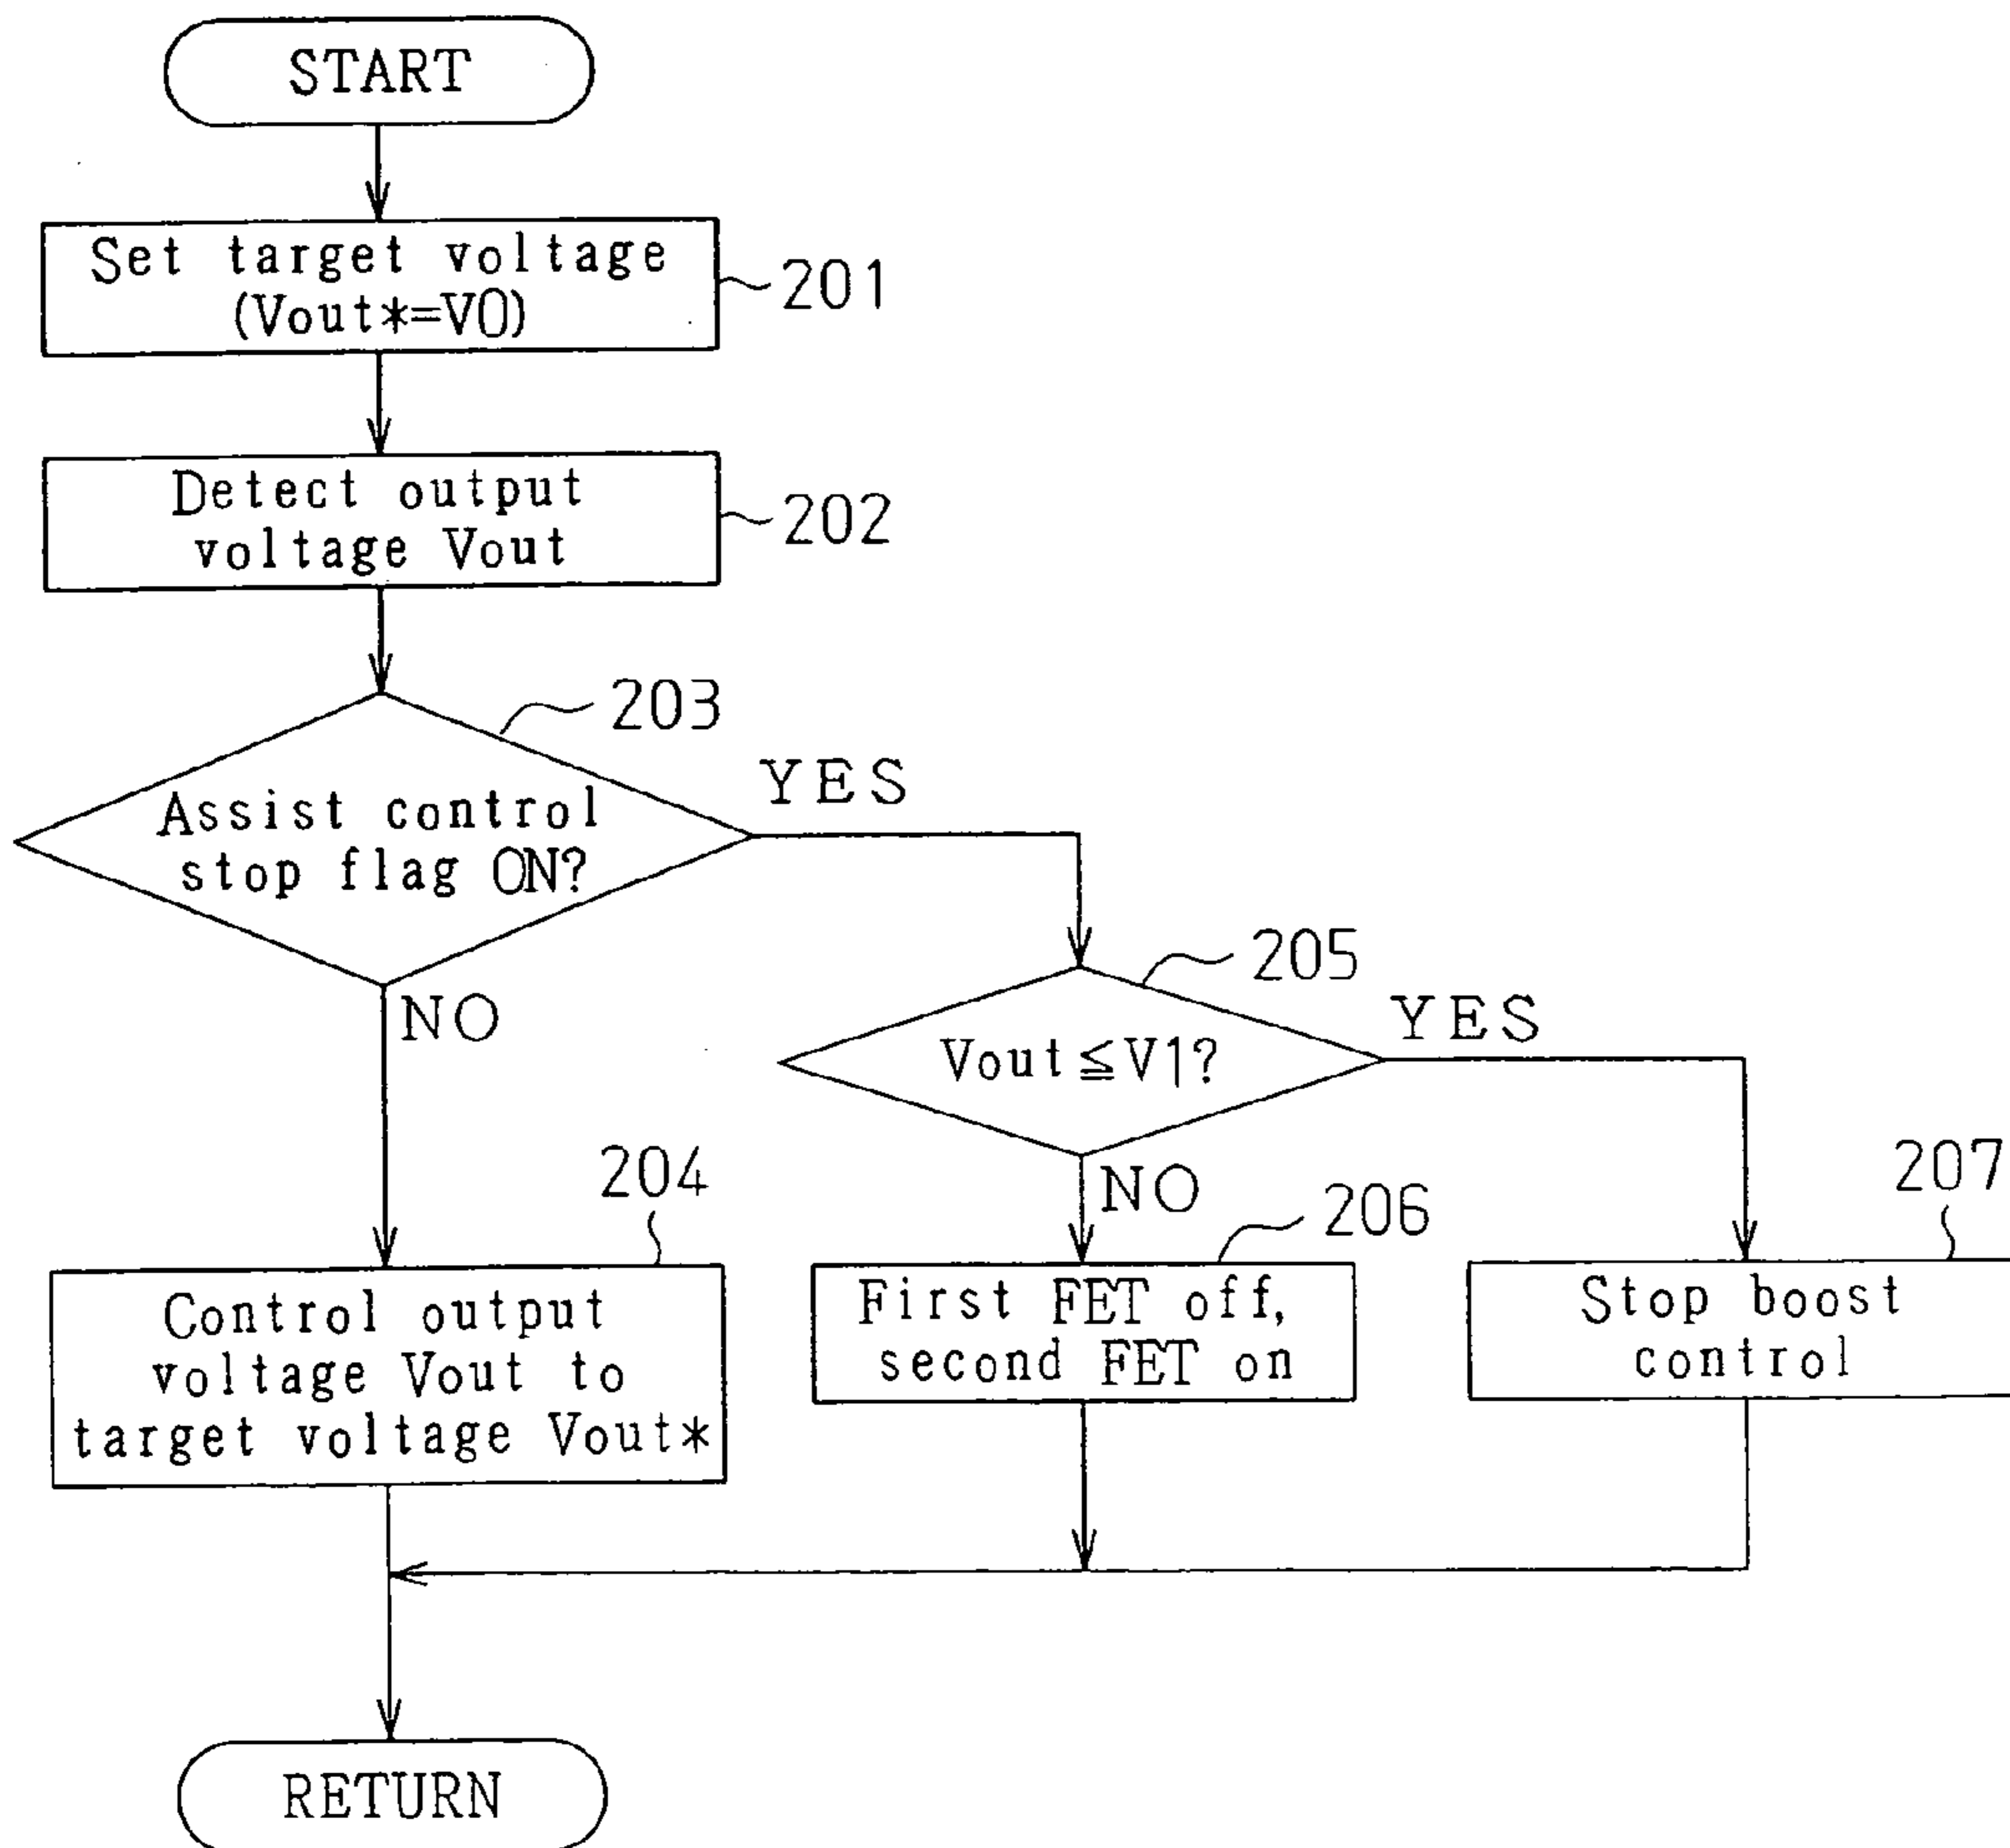 START
Set target voltage
(Vout*=V0)
201
Detect output
voltage Vout
202
203
Assist control
stop flag ON?
YES
NO
205
Vout≦V1?
YES
NO
204
Control output
voltage Vout to
target voltage Vout*
206
First FET off,
second FET on
207
Stop boost
control
RETURN